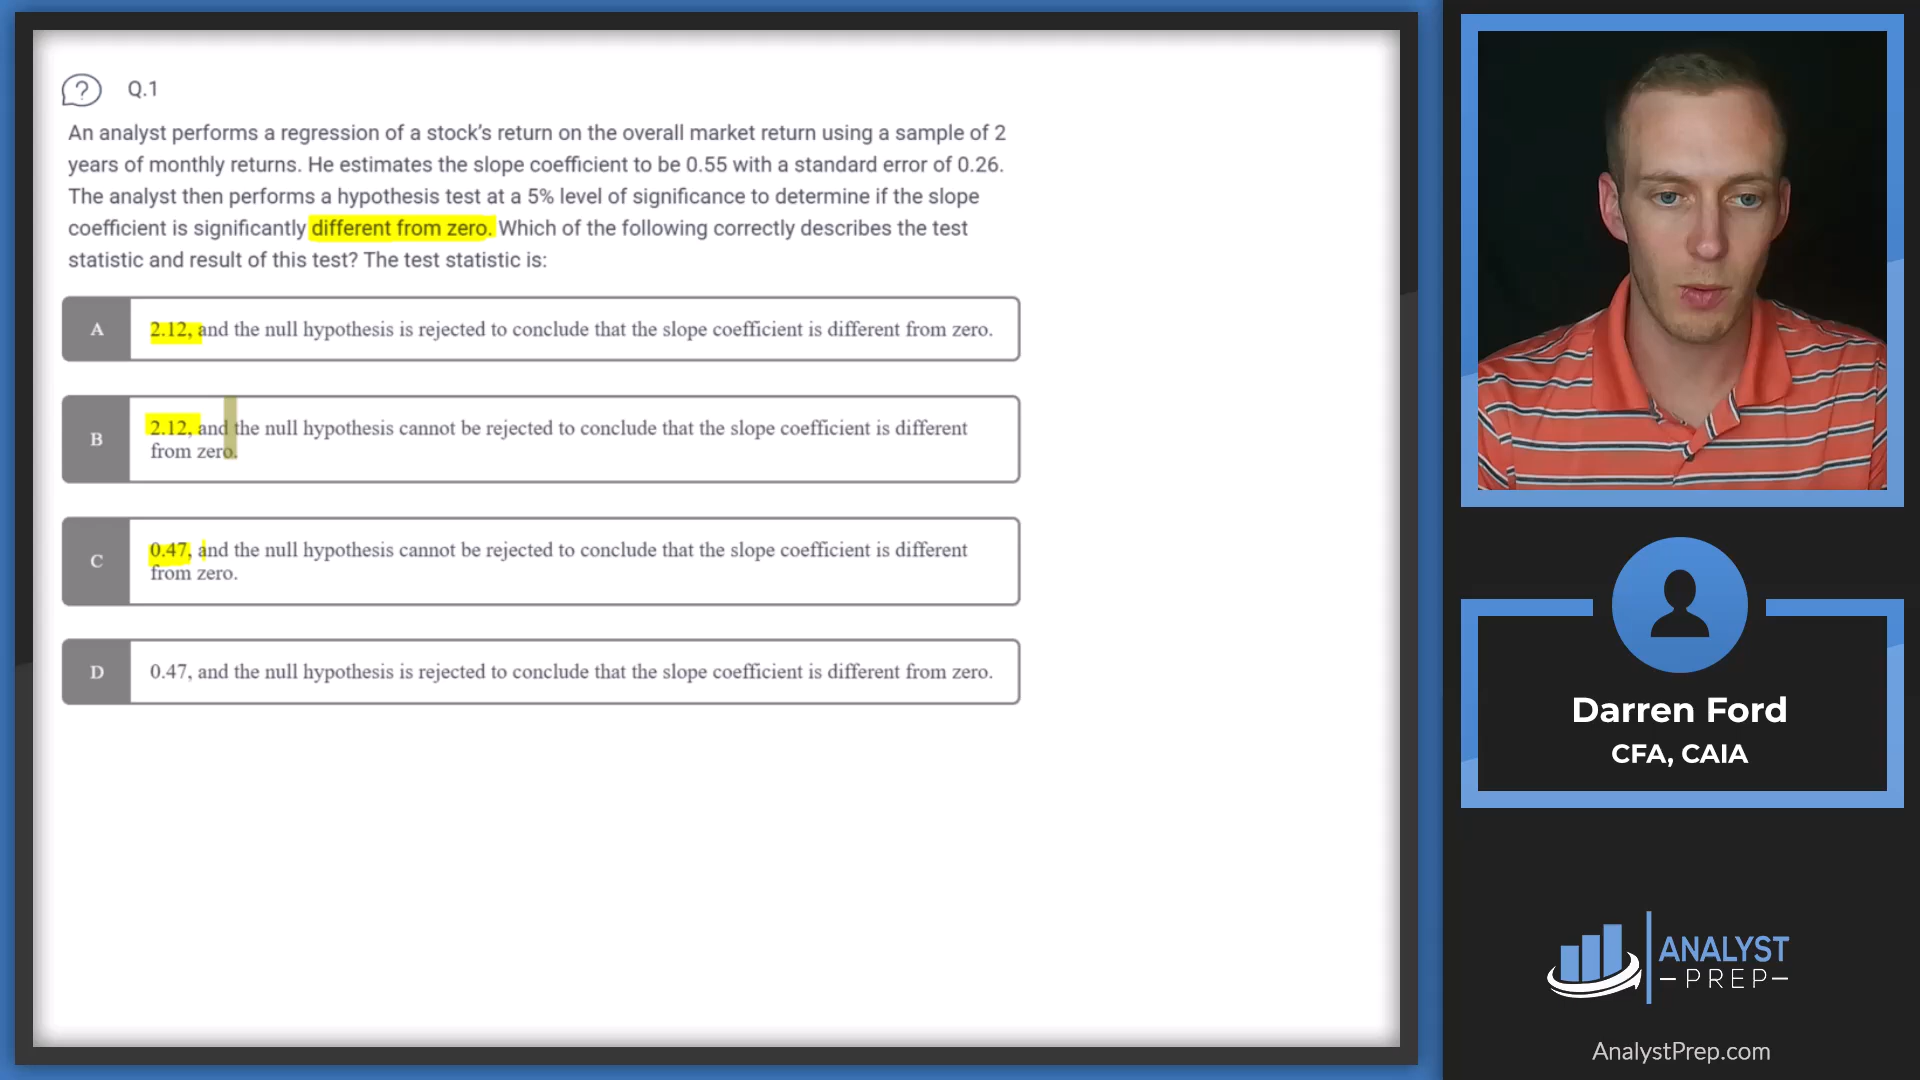 Q.1
An analyst performs a regression of a stock's return on the overall market return using a sample of 2
years of monthly returns. He estimates the slope coefficient to be 0.55 with a standard error of 0.26.
The analyst then performs a hypothesis test at a 5% level of significance to determine if the slope
coefficient is significantly different from zero. Which of the following correctly describes the test
statistic and result of this test? The test statistic is:
A 2.12, and the null hypothesis is rejected to conclude that the slope coefficient is different from zero.
B 2.12, and the null hypothesis cannot be rejected to conclude that the slope coefficient is different
from zero.
C 0.47, and the null hypothesis cannot be rejected to conclude that the slope coefficient is different
from zero.
D 0.47, and the null hypothesis is rejected to conclude that the slope coefficient is different from zero.
Darren Ford
CFA, CAIA
ANALYST
PREP
AnalystPrep.com